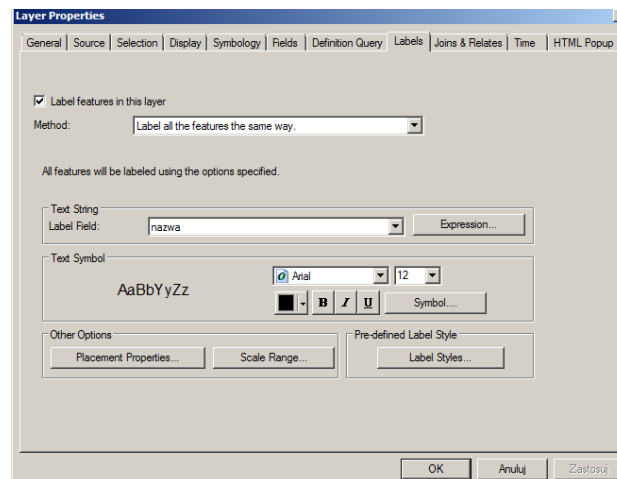 Layer Properties
General Source Selection Display Symbology Fields Definition Query Labels Joins & Relates Time HTML Popup
Label features in this layer
Method: Label all the features the same way.
All features will be labeled using the options specified.
Text String
Label Field: nazwa Expression...
Text Symbol
AaBbYyZz
Arial 12
B I U Symbol....
Other Options Pre-defined Label Style
Placement Properties... Scale Range... Label Styles...
OK Anuluj Zastosuj